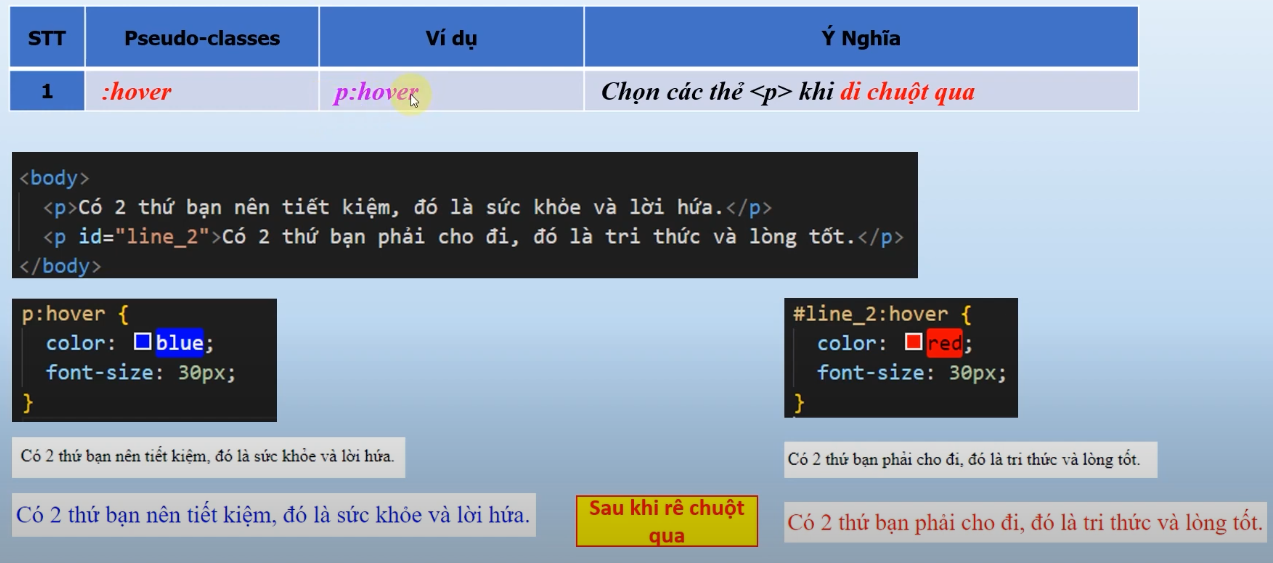 STT Pseudo-classes Ví dụ Ý Nghĩa
1 :hover p:hover Chọn các thẻ <p> khi di chuột qua
<body>
<p>Có 2 thứ bạn nên tiết kiệm, đó là sức khỏe và lời hứa.</p>
<p id="line_2">Có 2 thứ bạn phải cho đi, đó là tri thức và lòng tốt.</p>
</body>
p:hover {
color: blue;
font-size: 30px;
}
#line_2:hover {
color: red;
font-size: 30px;
}
Có 2 thứ bạn nên tiết kiệm, đó là sức khỏe và lời hứa.
Có 2 thứ bạn phải cho đi, đó là tri thức và lòng tốt.
Có 2 thứ bạn nên tiết kiệm, đó là sức khỏe và lời hứa.
Sau khi rê chuột
qua
Có 2 thứ bạn phải cho đi, đó là tri thức và lòng tốt.